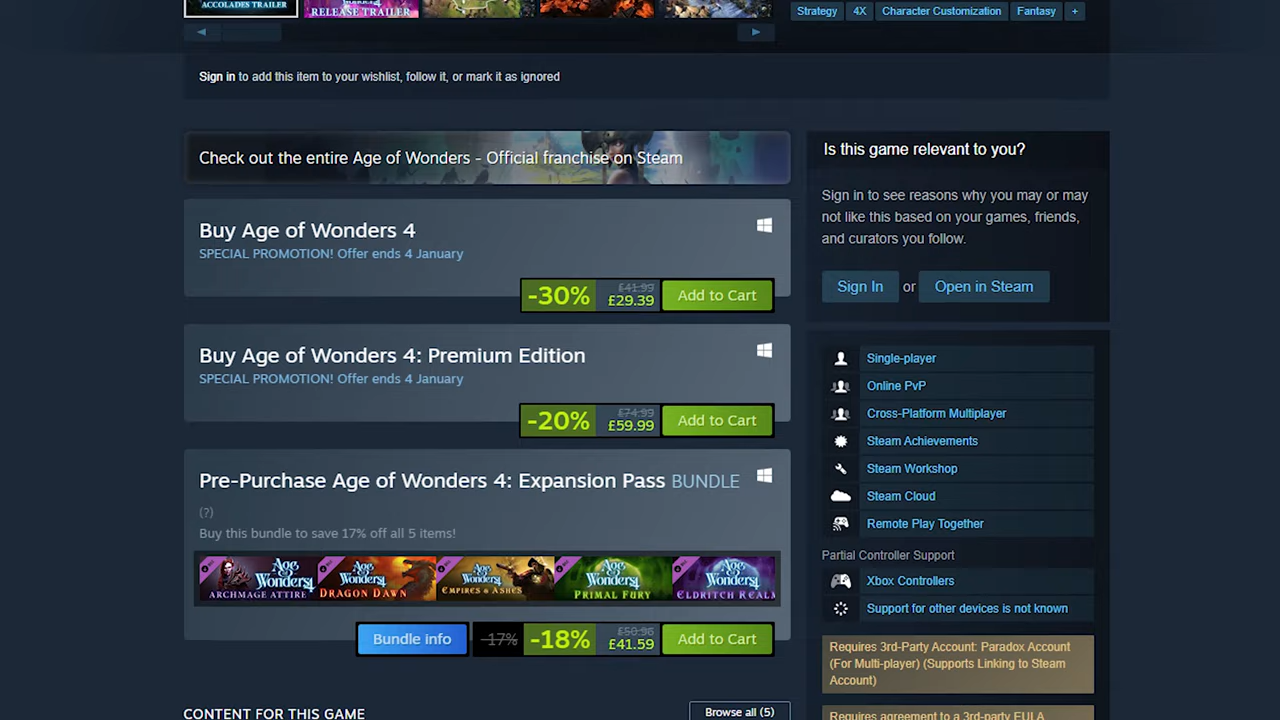 ACCOLADES TRAILER
RELEASE TRAILER
Strategy
4X
Character Customization
Fantasy
+
Sign in to add this item to your wishlist, follow it, or mark it as ignored
Check out the entire Age of Wonders - Official franchise on Steam
Buy Age of Wonders 4
SPECIAL PROMOTION! Offer ends 4 January
-30%
£41.99
£29.39
Add to Cart
Buy Age of Wonders 4: Premium Edition
SPECIAL PROMOTION! Offer ends 4 January
-20%
£74.99
£59.99
Add to Cart
Pre-Purchase Age of Wonders 4: Expansion Pass BUNDLE
(?)
Buy this bundle to save 17% off all 5 items!
AGE OF WONDERS 4 ARCHMAGE ATTIRE
AGE OF WONDERS 4 DRAGON DAWN
AGE OF WONDERS 4 EMPIRES & ASHES
AGE OF WONDERS 4 PRIMAL FURY
AGE OF WONDERS 4 ELDRITCH REALM
Bundle info
-17%
-18%
£50.96
£41.59
Add to Cart
CONTENT FOR THIS GAME
Browse all (5)
Is this game relevant to you?
Sign in to see reasons why you may or may
not like this based on your games, friends,
and curators you follow.
Sign In
or
Open in Steam
Single-player
Online PvP
Cross-Platform Multiplayer
Steam Achievements
Steam Workshop
Steam Cloud
Remote Play Together
Partial Controller Support
Xbox Controllers
Support for other devices is not known
Requires 3rd-Party Account: Paradox Account
(For Multi-player) (Supports Linking to Steam
Account)
Requires agreement to a 3rd-party EULA